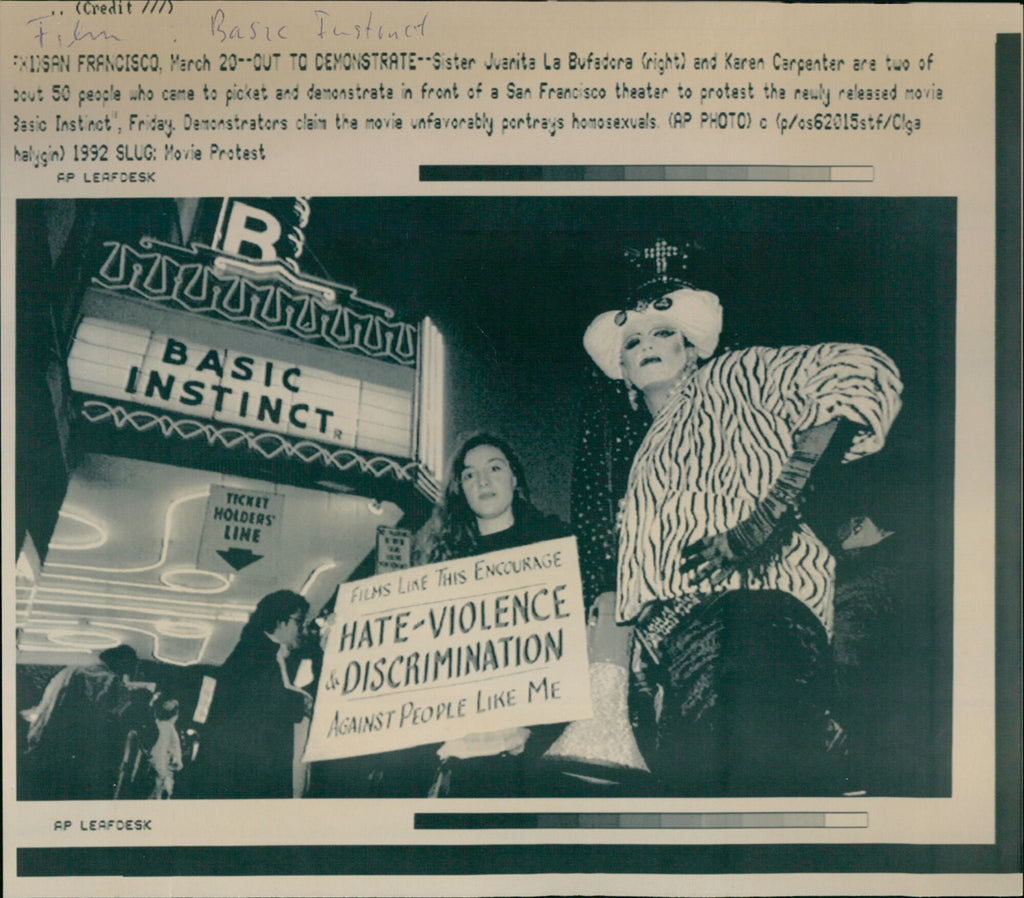 .. (Credit ///)
Film . Basic Instinct
SAN FRANCISCO, March 20--OUT TO DEMONSTRATE--Sister Juanita La Bufadora (right) and Karen Carpenter are two of
bout 50 people who came to picket and demonstrate in front of a San Francisco theater to protest the newly released movie
Basic Instinct", Friday. Demonstrators claim the movie unfavorably portrays homosexuals. (AP PHOTO) c (p/cs62015stf/Olga
halygin) 1992 SLUG: Movie Protest
AP LEAFDESK
B
BASIC
INSTINCT R
TICKET
HOLDERS'
LINE
FILMS LIKE THIS ENCOURAGE
HATE-VIOLENCE
& DISCRIMINATION
AGAINST PEOPLE LIKE ME
AP LEAFDESK